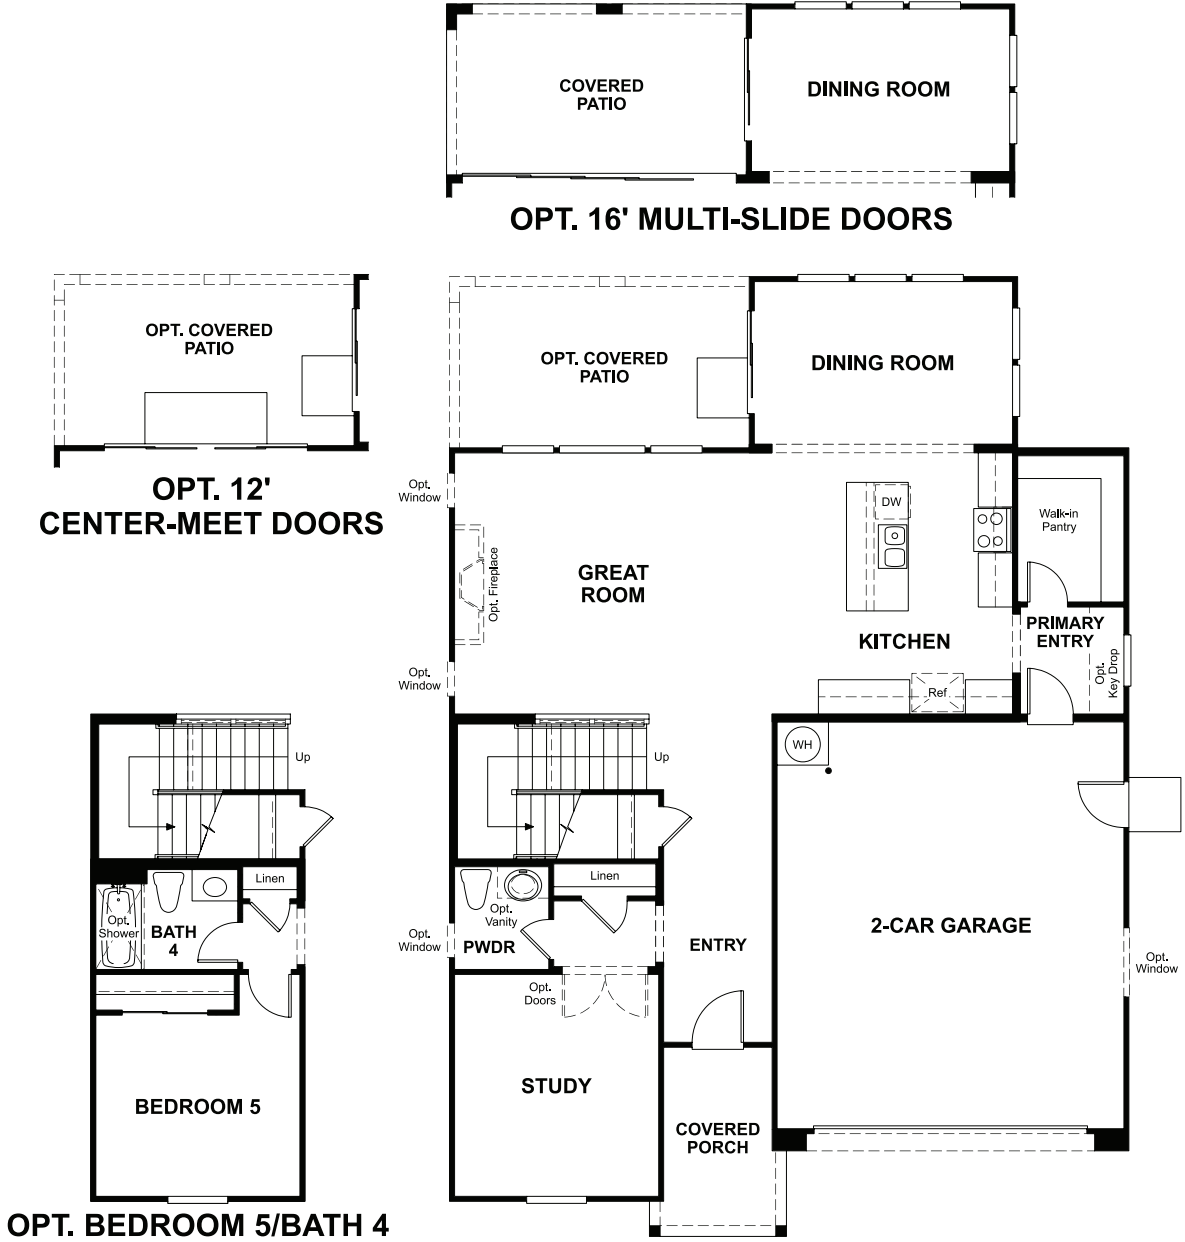 COVERED
PATIO
DINING ROOM
OPT. 16' MULTI-SLIDE DOORS
OPT. COVERED
PATIO
OPT. 12'
CENTER-MEET DOORS
OPT. COVERED
PATIO
DINING ROOM
Opt.
Window
DW
Walk-in
Pantry
Opt. Fireplace
GREAT
ROOM
KITCHEN
PRIMARY
ENTRY
Opt.
Key Drop
Opt.
Window
Ref
Up
Up
WH
Linen
Opt.
Shower
BATH
4
BEDROOM 5
OPT. BEDROOM 5/BATH 4
Linen
Opt.
Vanity
Opt.
Window
PWDR
ENTRY
2-CAR GARAGE
Opt.
Window
Opt.
Doors
STUDY
COVERED
PORCH